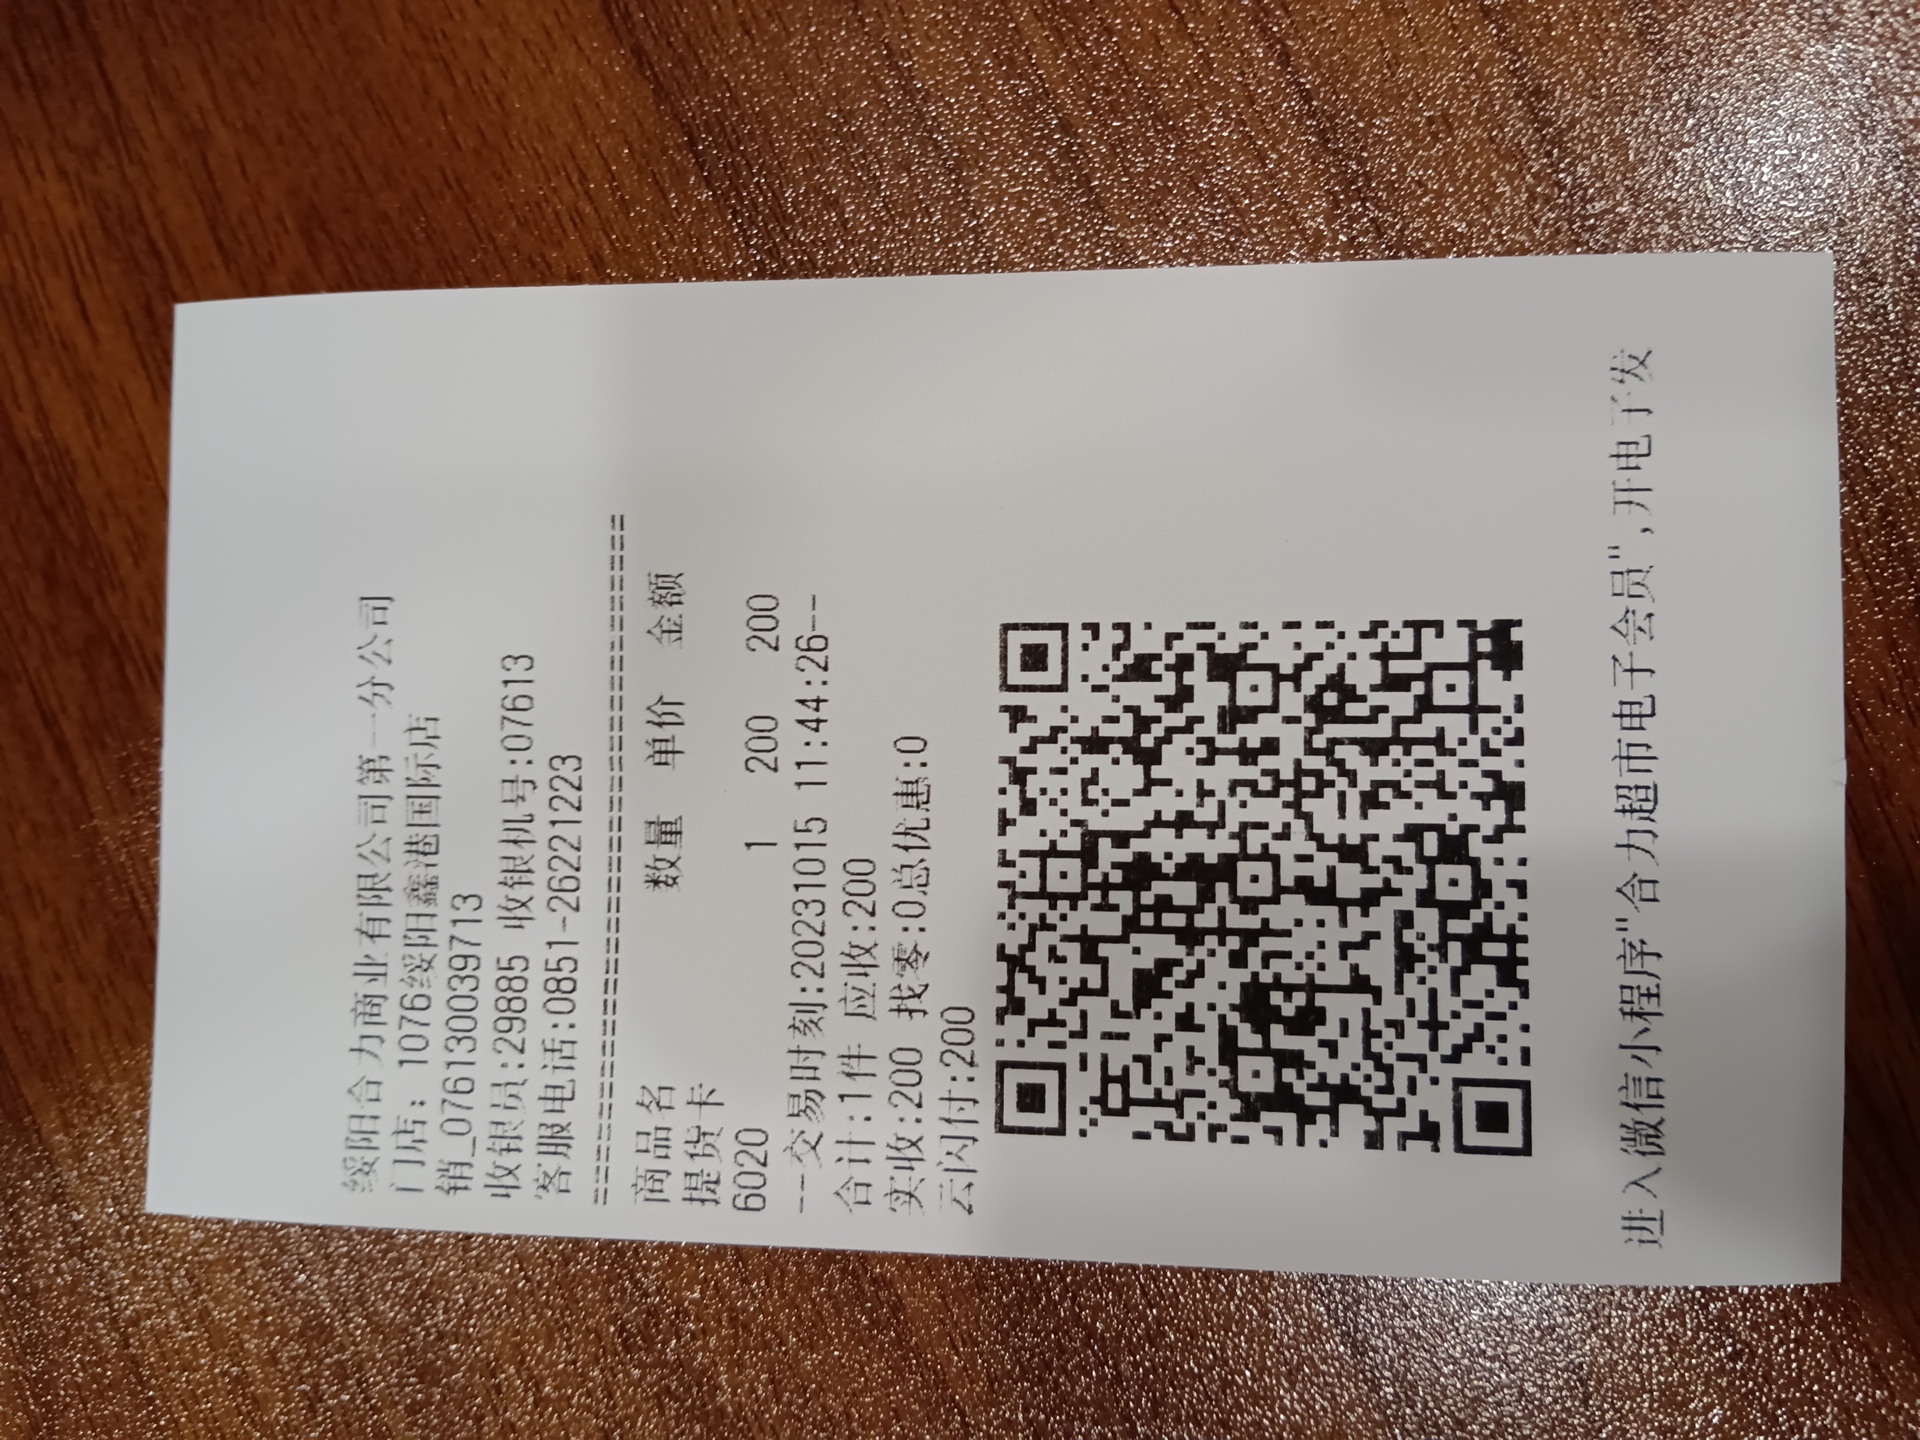 绥阳合力商业有限公司第一分公司
门店: 1076绥阳鑫港国际店
销_0761300039713
收银员:29885 收银机号:07613
客服电话:0851-26221223
========================================
商品名 数量 单价 金额
提货卡
6020 1 200 200
--交易时刻:20231015 11:44:26--
合计:1件 应收:200
实收:200 找零:0总优惠:0
云闪付:200
进入微信小程序"合力超市电子会员",开电子发